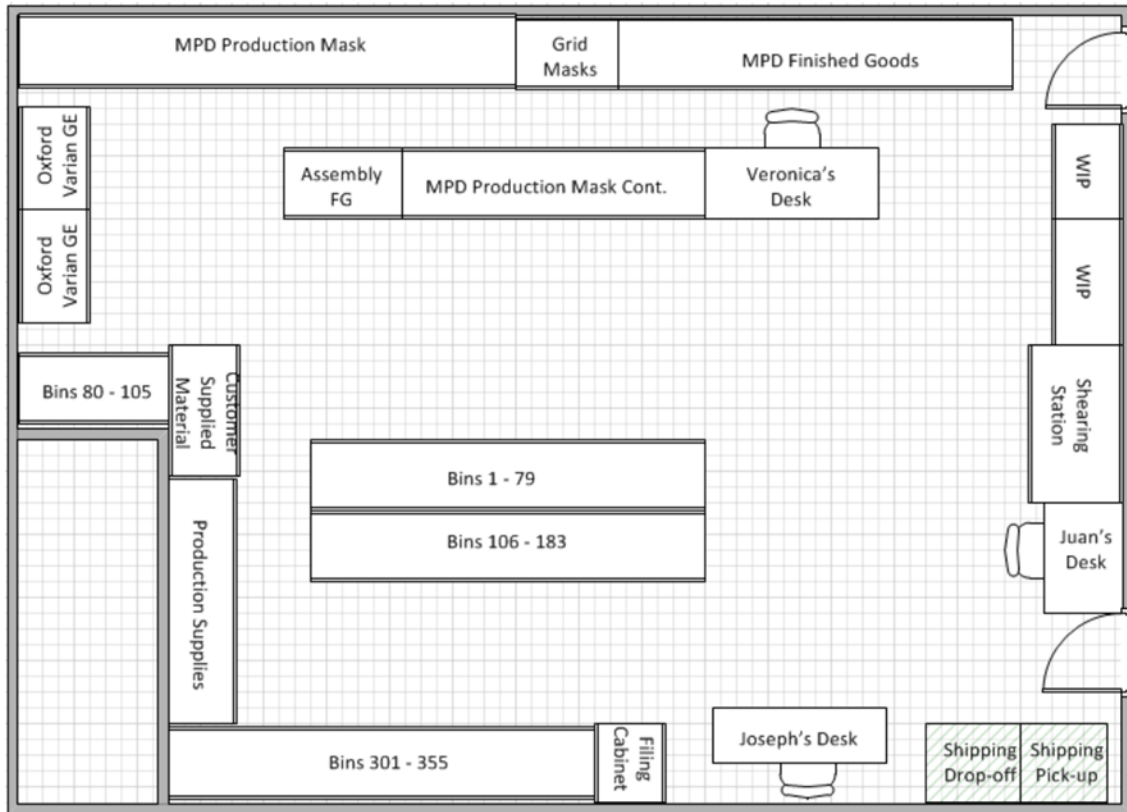 MPD Production Mask
Grid
Masks
MPD Finished Goods
Oxford
Varian GE
Oxford
Varian GE
Assembly
FG
MPD Production Mask Cont.
Veronica's
Desk
WIP
WIP
Bins 80 - 105
Customer
Supplied
Material
Shearing
Station
Bins 1 - 79
Bins 106 - 183
Juan's
Desk
Production Supplies
Bins 301 - 355
Filling
Cabinet
Joseph's Desk
Shipping
Drop-off
Shipping
Pick-up